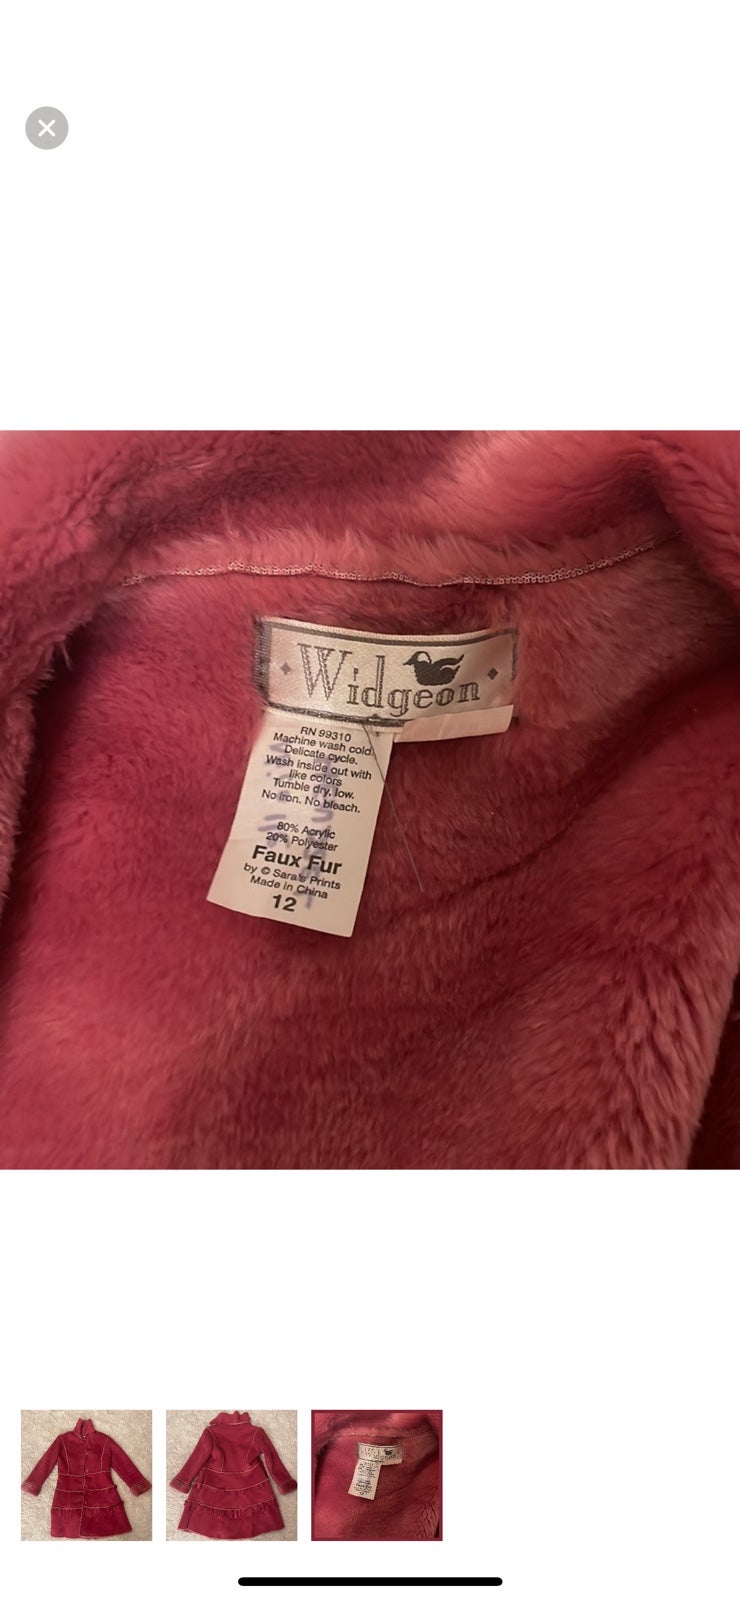 Widgeon
RN 99310
Machine wash cold.
Delicate cycle.
Wash inside out with
like colors
Tumble dry, low.
No Iron. No bleach.
80% Acrylic
20% Polyester
Faux Fur
by © Sara's Prints
Made in China
12